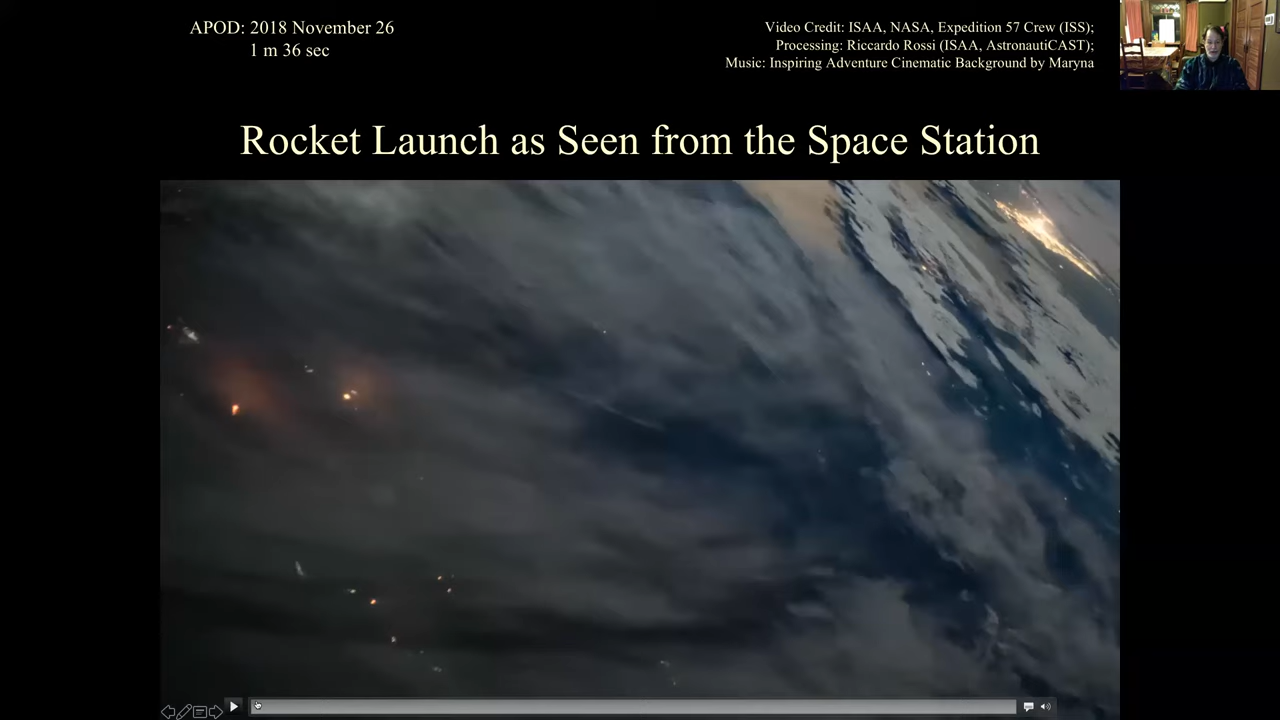 APOD: 2018 November 26
1 m 36 sec
Video Credit: ISAA, NASA, Expedition 57 Crew (ISS);
Processing: Riccardo Rossi (ISAA, AstronautiCAST);
Music: Inspiring Adventure Cinematic Background by Maryna
Rocket Launch as Seen from the Space Station